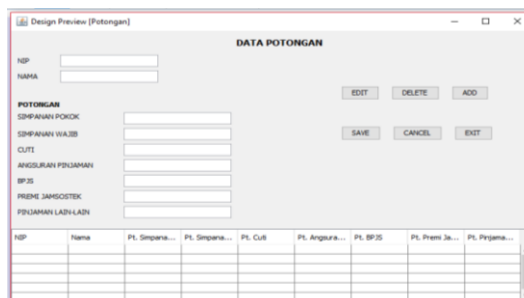 Design Preview [Potongan]
DATA POTONGAN
NIP
NAMA
EDIT DELETE ADD
POTONGAN
SIMPANAN POKOK
SIMPANAN WAJIB
SAVE CANCEL EXIT
CUTI
ANGSURAN PINJAMAN
BPJS
PREMI JAMSOSTEK
PINJAMAN LAIN-LAIN
NIP Nama Pt. Simpana... Pt. Simpana... Pt. Cuti Pt. Angsura... Pt. BPJS Pt. Premi Ja... Pt. Pinjama...